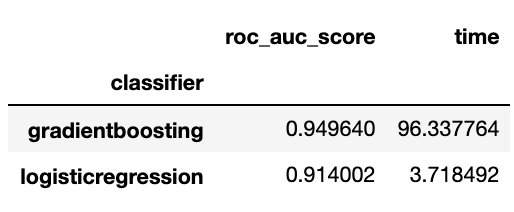 roc_auc_score time
classifier
gradientboosting 0.949640 96.337764
logisticregression 0.914002 3.718492